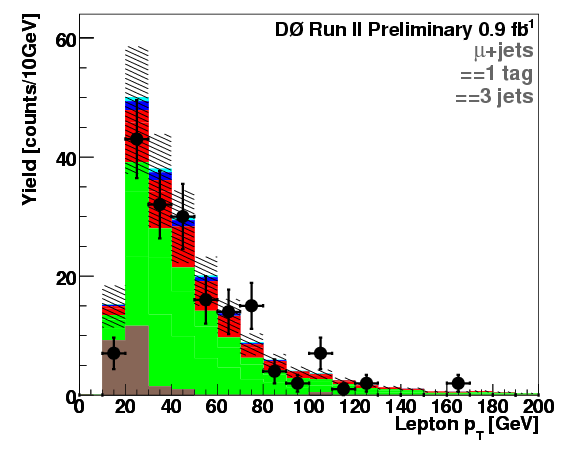 DØ Run II Preliminary 0.9 fb⁻¹
μ+jets
==1 tag
==3 jets
Yield [counts/10GeV]
60
40
20
0
0 20 40 60 80 100 120 140 160 180 200
Lepton p_T [GeV]